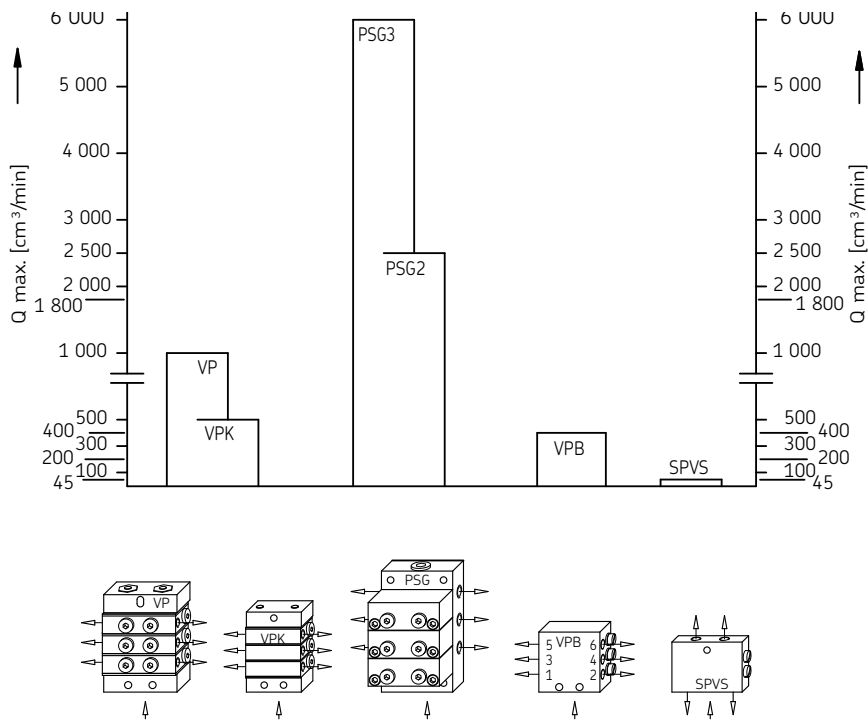 6 000
5 000
4 000
3 000
2 500
2 000
1 800
1 000
500
400
300
200
100
45
Q max. [cm³/min]
PSG3
PSG2
VP
VPK
VPB
SPVS
6 000
5 000
4 000
3 000
2 500
2 000
1 800
1 000
500
400
300
200
100
45
Q max. [cm³/min]
0 VP
VPK
PSG
5 VPB 6
3 4
1 2
SPVS